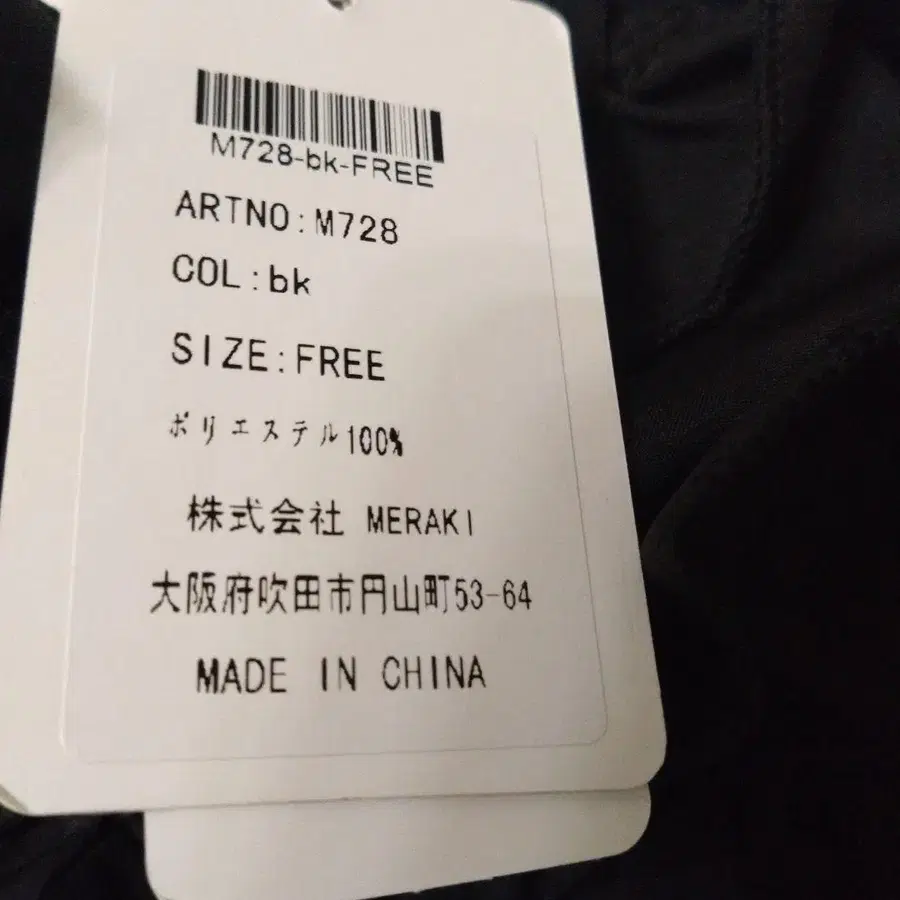 M728-bk-FREE
ARTNO:M728
COL:bk
SIZE:FREE
ポリエステル100%
株式会社 MERAKI
大阪府吹田市円山町53-64
MADE IN CHINA